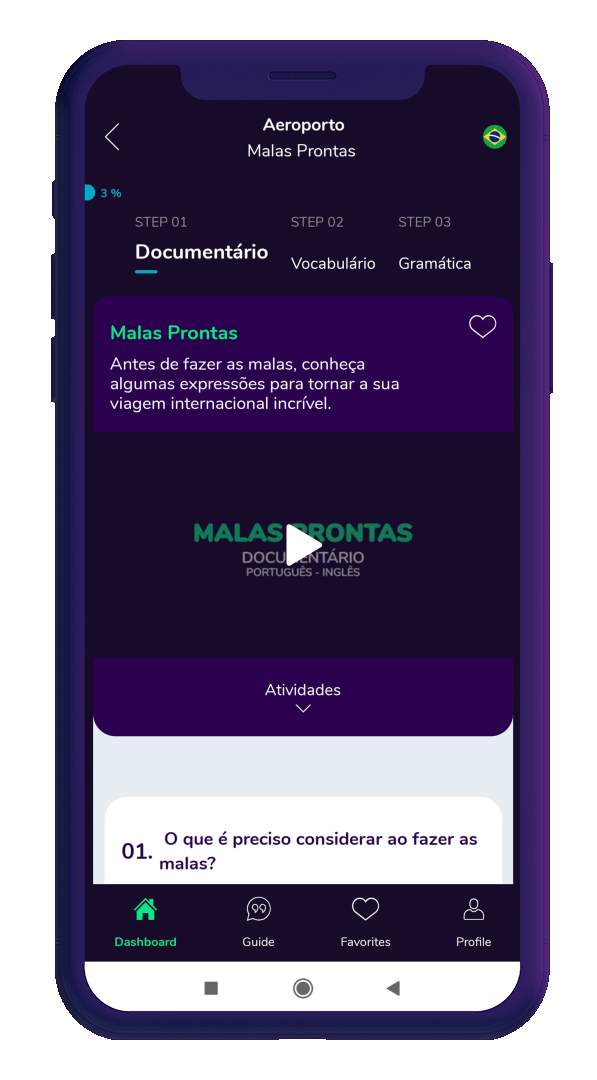 Aeroporto
Malas Prontas
3 %
STEP 01
STEP 02
STEP 03
Documentário
Vocabulário
Gramática
Malas Prontas
Antes de fazer as malas, conheça
algumas expressões para tornar a sua
viagem internacional incrível.
MALAS PRONTAS
DOCUMENTÁRIO
PORTUGUÊS - INGLÊS
Atividades
01. O que é preciso considerar ao fazer as
malas?
Dashboard
Guide
Favorites
Profile